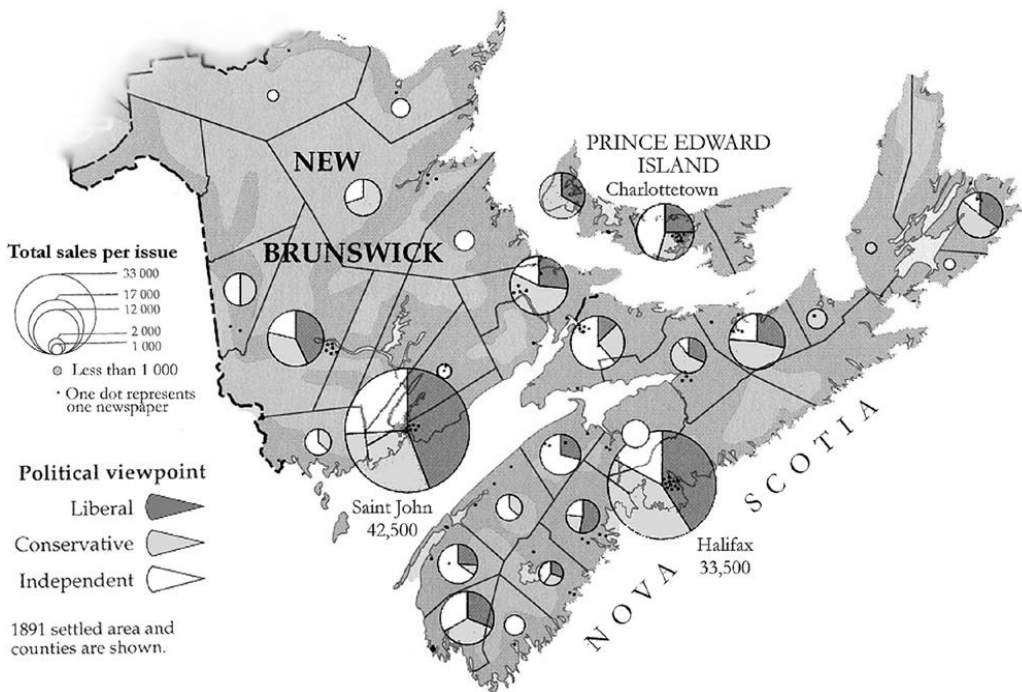 PRINCE EDWARD
ISLAND
Charlottetown
NEW
BRUNSWICK
Total sales per issue
33 000
17 000
12 000
2 000
1 000
Less than 1 000
One dot represents
one newspaper
Political viewpoint
Liberal
Conservative
Independent
1891 settled area and
counties are shown.
Saint John
42,500
Halifax
33,500
NOVA SCOTIA